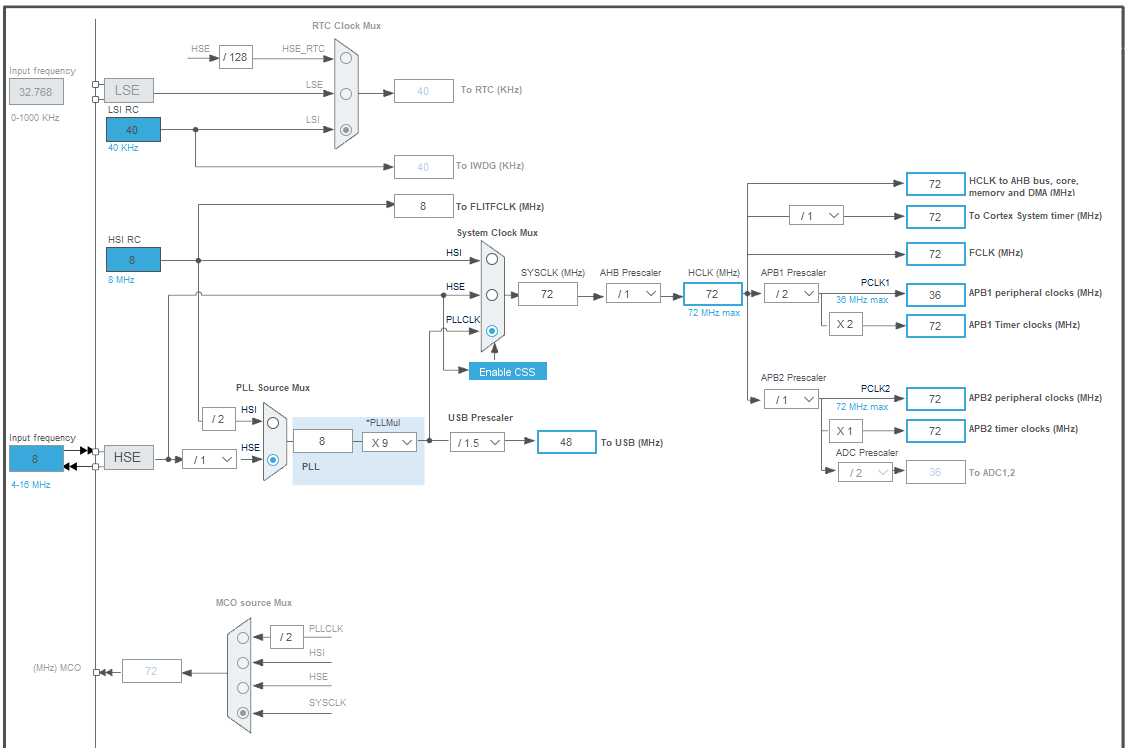 RTC Clock Mux
HSE
/ 128
HSE_RTC
Input frequency
32.768
0-1000 KHz
LSE
LSE
40
To RTC (KHz)
LSI RC
40
40 KHz
LSI
40
To IWDG (KHz)
8
To FLITFCLK (MHz)
HSI RC
8
8 MHz
System Clock Mux
HSI
HSE
PLLCLK
Enable CSS
SYSCLK (MHz)
72
AHB Prescaler
/ 1
HCLK (MHz)
72
72 MHz max
72
HCLK to AHB bus, core,
memory and DMA (MHz)
/ 1
72
To Cortex System timer (MHz)
72
FCLK (MHz)
APB1 Prescaler
/ 2
PCLK1
36 MHz max
36
APB1 peripheral clocks (MHz)
X 2
72
APB1 Timer clocks (MHz)
APB2 Prescaler
/ 1
PCLK2
72 MHz max
72
APB2 peripheral clocks (MHz)
X 1
72
APB2 timer clocks (MHz)
ADC Prescaler
/ 2
36
To ADC1,2
PLL Source Mux
/ 2
HSI
HSE
Input frequency
8
4-16 MHz
HSE
/ 1
8
*PLLMul
X 9
PLL
USB Prescaler
/ 1.5
48
To USB (MHz)
MCO source Mux
/ 2
PLLCLK
HSI
HSE
SYSCLK
(MHz) MCO
72